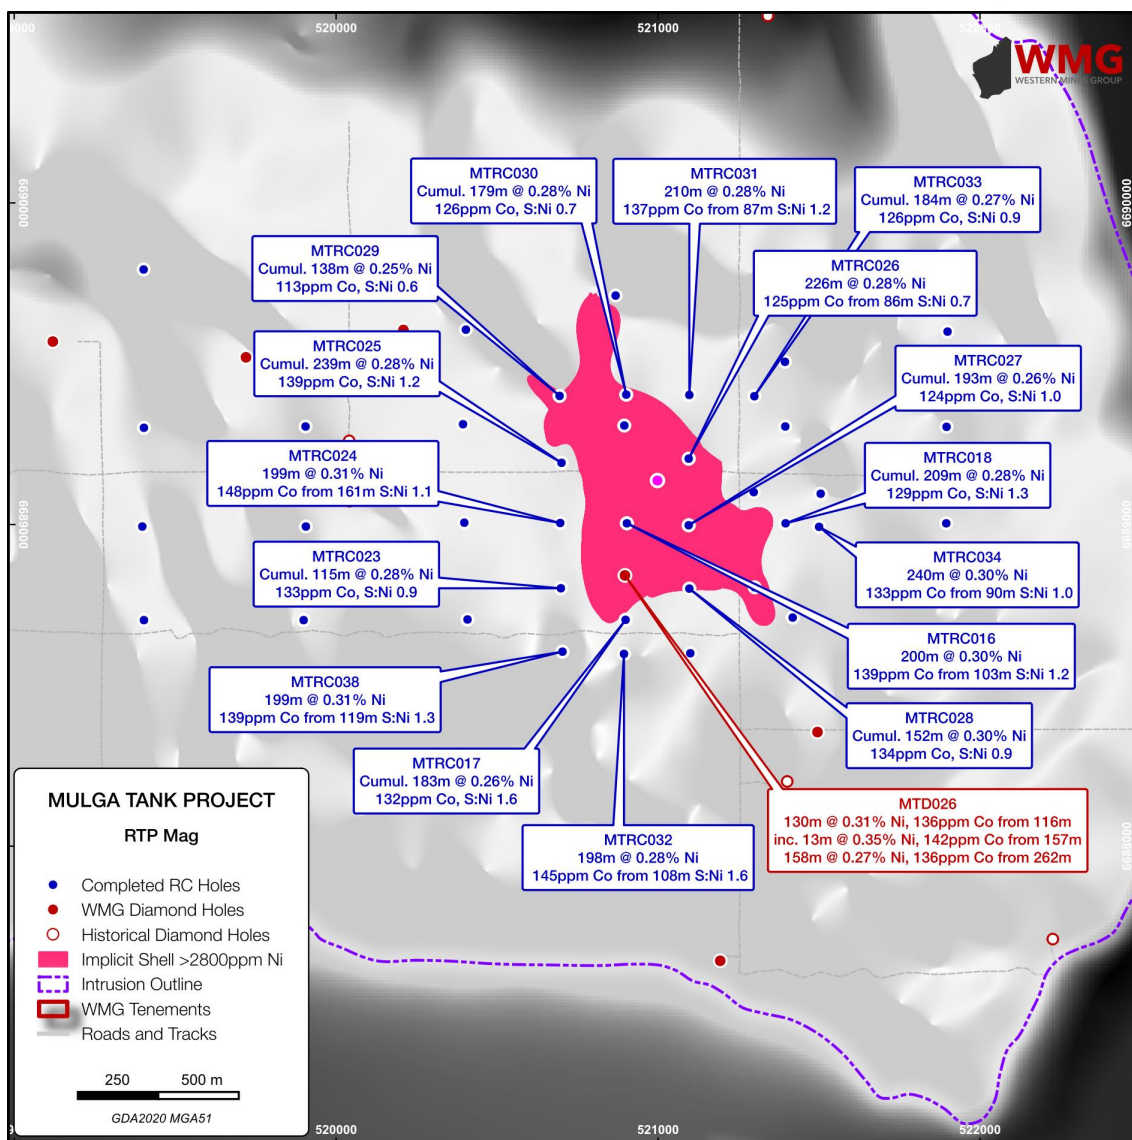 520000
521000
WMG
WESTERN MINES GROUP
6690000
6690000
MTRC030
Cumul. 179m @ 0.28% Ni
126ppm Co, S:Ni 0.7
MTRC031
210m @ 0.28% Ni
137ppm Co from 87m S:Ni 1.2
MTRC033
Cumul. 184m @ 0.27% Ni
126ppm Co, S:Ni 0.9
MTRC029
Cumul. 138m @ 0.25% Ni
113ppm Co, S:Ni 0.6
MTRC026
226m @ 0.28% Ni
125ppm Co from 86m S:Ni 0.7
MTRC025
Cumul. 239m @ 0.28% Ni
139ppm Co, S:Ni 1.2
MTRC027
Cumul. 193m @ 0.26% Ni
124ppm Co, S:Ni 1.0
MTRC024
199m @ 0.31% Ni
148ppm Co from 161m S:Ni 1.1
MTRC018
Cumul. 209m @ 0.28% Ni
129ppm Co, S:Ni 1.3
6689000
MTRC023
Cumul. 115m @ 0.28% Ni
133ppm Co, S:Ni 0.9
MTRC034
240m @ 0.30% Ni
133ppm Co from 90m S:Ni 1.0
MTRC016
200m @ 0.30% Ni
139ppm Co from 103m S:Ni 1.2
MTRC038
199m @ 0.31% Ni
139ppm Co from 119m S:Ni 1.3
MTRC028
Cumul. 152m @ 0.30% Ni
134ppm Co, S:Ni 0.9
MTRC017
Cumul. 183m @ 0.26% Ni
132ppm Co, S:Ni 1.6
MTD026
130m @ 0.31% Ni, 136ppm Co from 116m
inc. 13m @ 0.35% Ni, 142ppm Co from 157m
158m @ 0.27% Ni, 136ppm Co from 262m
MTRC032
198m @ 0.28% Ni
145ppm Co from 108m S:Ni 1.6
6688000
MULGA TANK PROJECT
RTP Mag
Completed RC Holes
WMG Diamond Holes
Historical Diamond Holes
Implicit Shell >2800ppm Ni
Intrusion Outline
WMG Tenements
Roads and Tracks
250 500 m
GDA2020 MGA51
520000
521000
522000